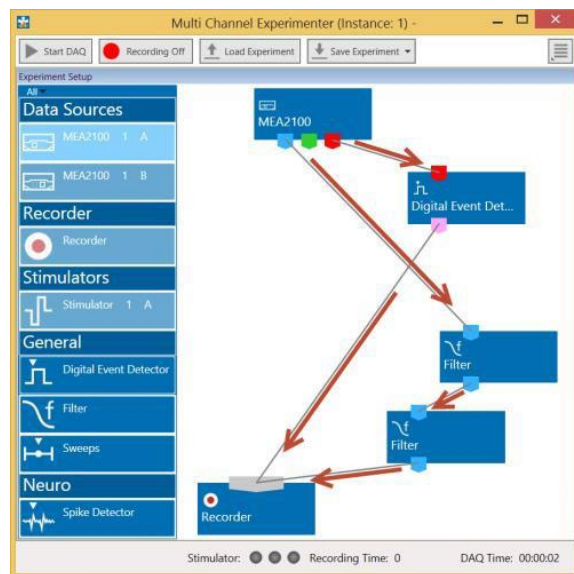 Multi Channel Experimenter (Instance: 1) -
Start DAQ Recording Off Load Experiment Save Experiment
Experiment Setup
All
Data Sources
MEA2100 1 A
MEA2100 1 B
Recorder
Recorder
Stimulators
Stimulator 1 A
General
Digital Event Detector
Filter
Sweeps
Neuro
Spike Detector
MEA2100
Digital Event Det...
Filter
Filter
Recorder
Stimulator: Recording Time: 0 DAQ Time: 00:00:02